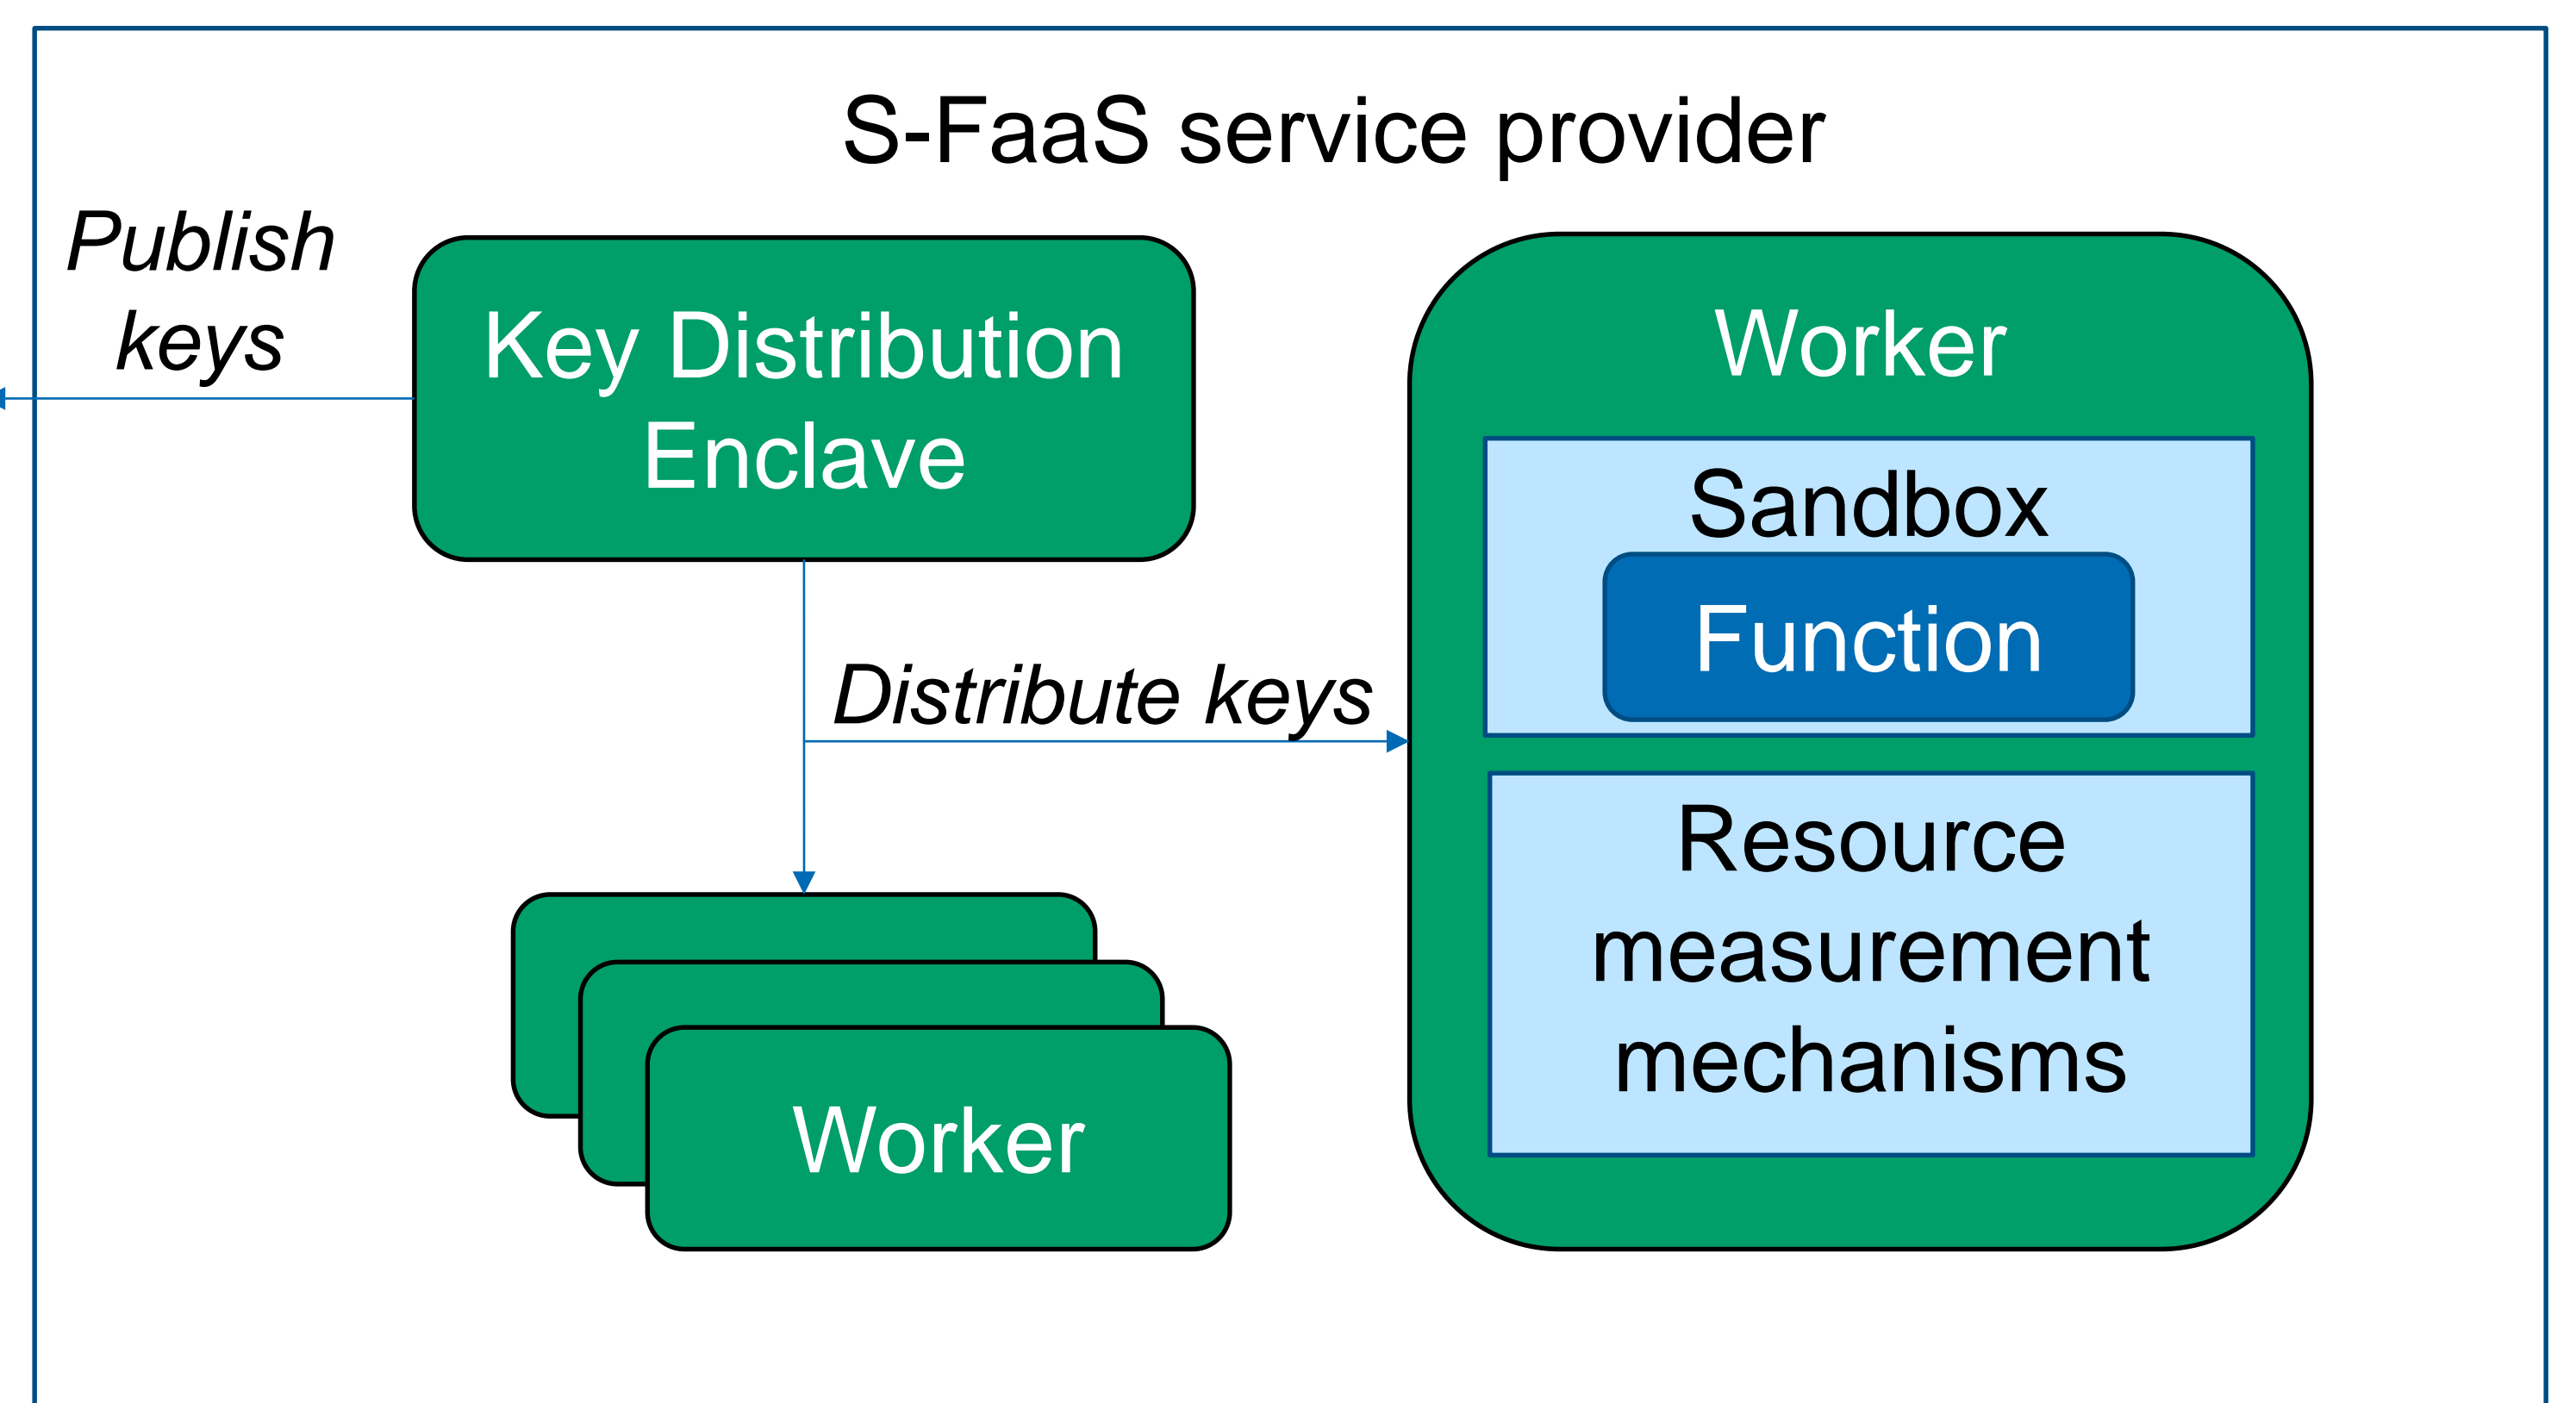 S-FaaS service provider
Publish
keys
Key Distribution
Enclave
Distribute keys
Worker
Worker
Sandbox
Function
Resource
measurement
mechanisms